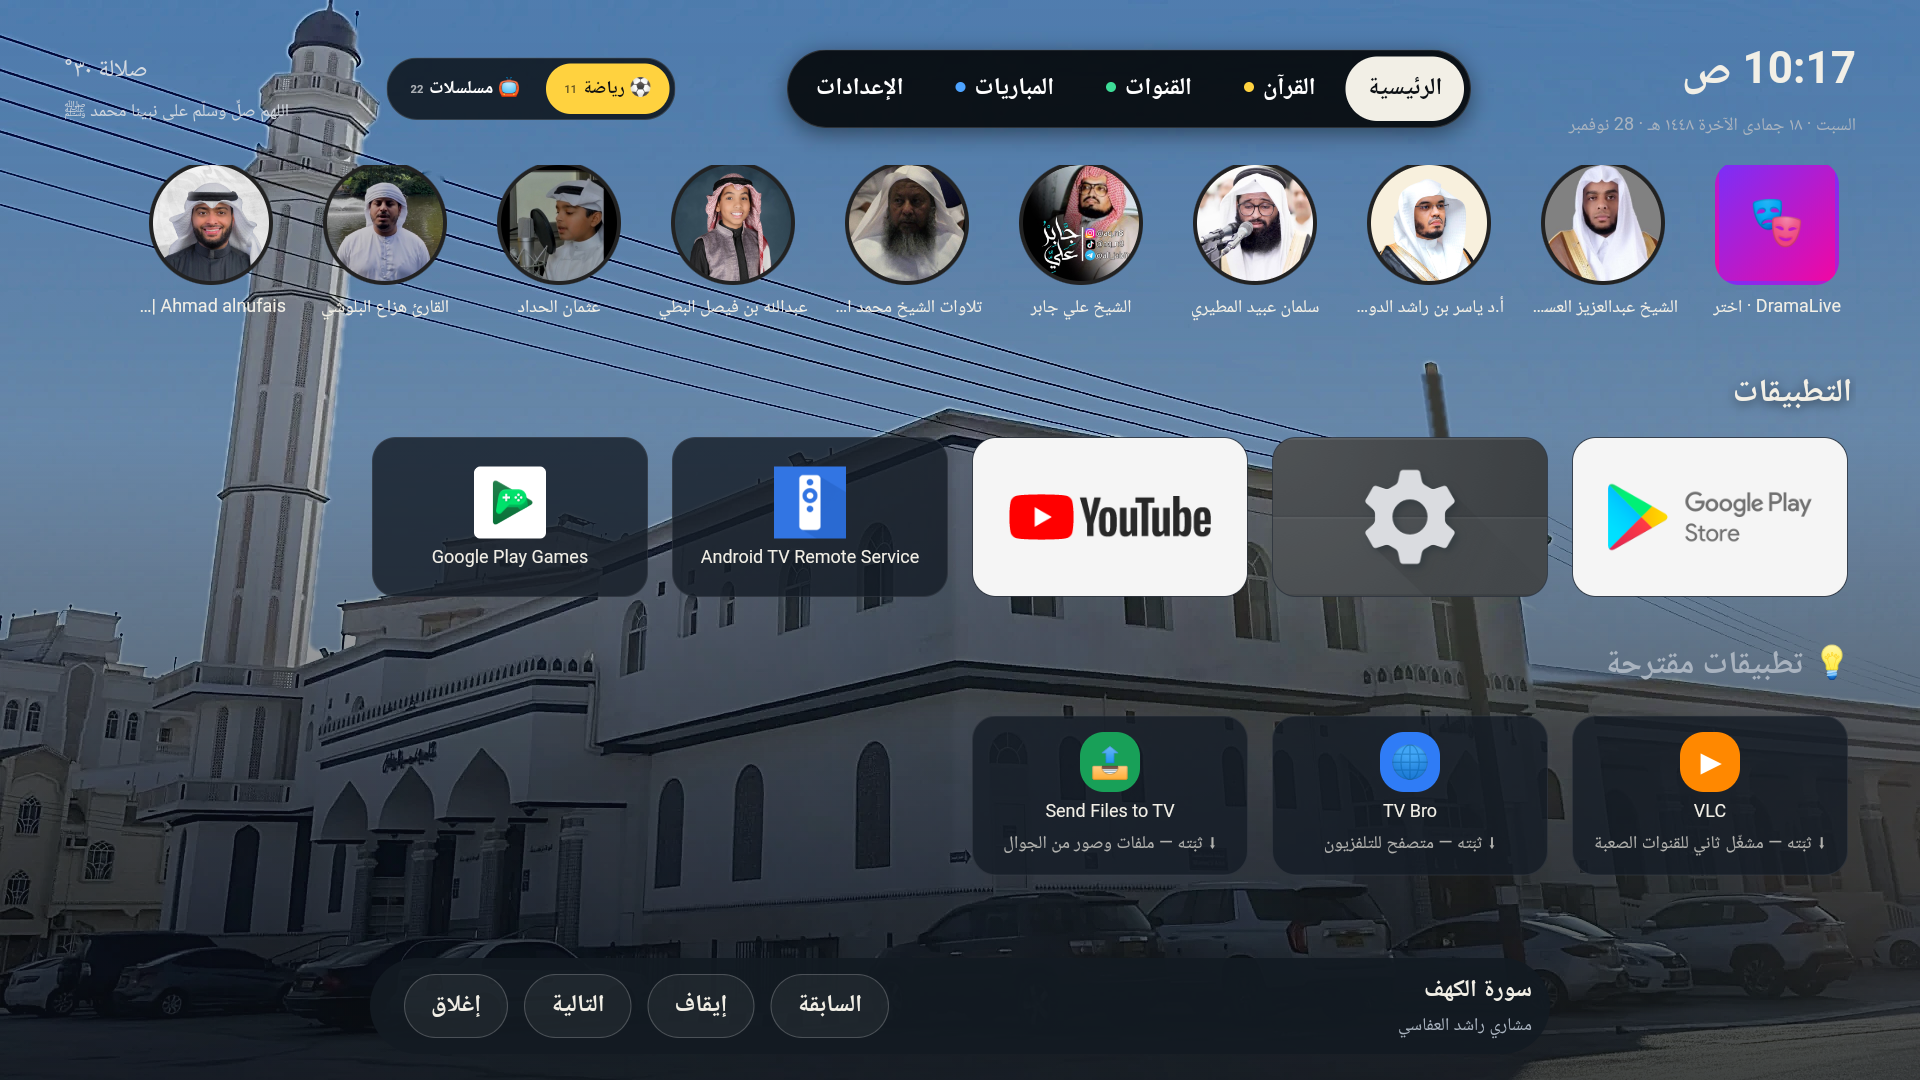 10:17 ص
السبت · ١٨ جمادى الآخرة ١٤٤٨ هـ · 28 نوفمبر
الرئيسية
القرآن
القنوات
المباريات
الإعدادات
رياضة 11
مسلسلات 22
صلالة ٣٠°
اللهم صلِّ وسلم على نبينا محمد ﷺ
DramaLive · اختر
الشيخ عبدالعزيز العس...
أ.د ياسر بن راشد الدو...
سلمان عبيد المطيري
الشيخ علي جابر
تلاوات الشيخ محمد ا...
عبدالله بن فيصل البطي
عثمان الحداد
القارئ هزاع البلوشي
Ahmad alnufais |...
جابر
علي
التطبيقات
Google Play
Store
YouTube
Android TV Remote Service
Google Play Games
تطبيقات مقترحة
VLC
⬇ ثبته — مشغّل ثاني للقنوات الصعبة
TV Bro
⬇ ثبته — متصفح للتلفزيون
Send Files to TV
⬇ ثبته — ملفات وصور من الجوال
سورة الكهف
مشاري راشد العفاسي
السابقة
إيقاف
التالية
إغلاق